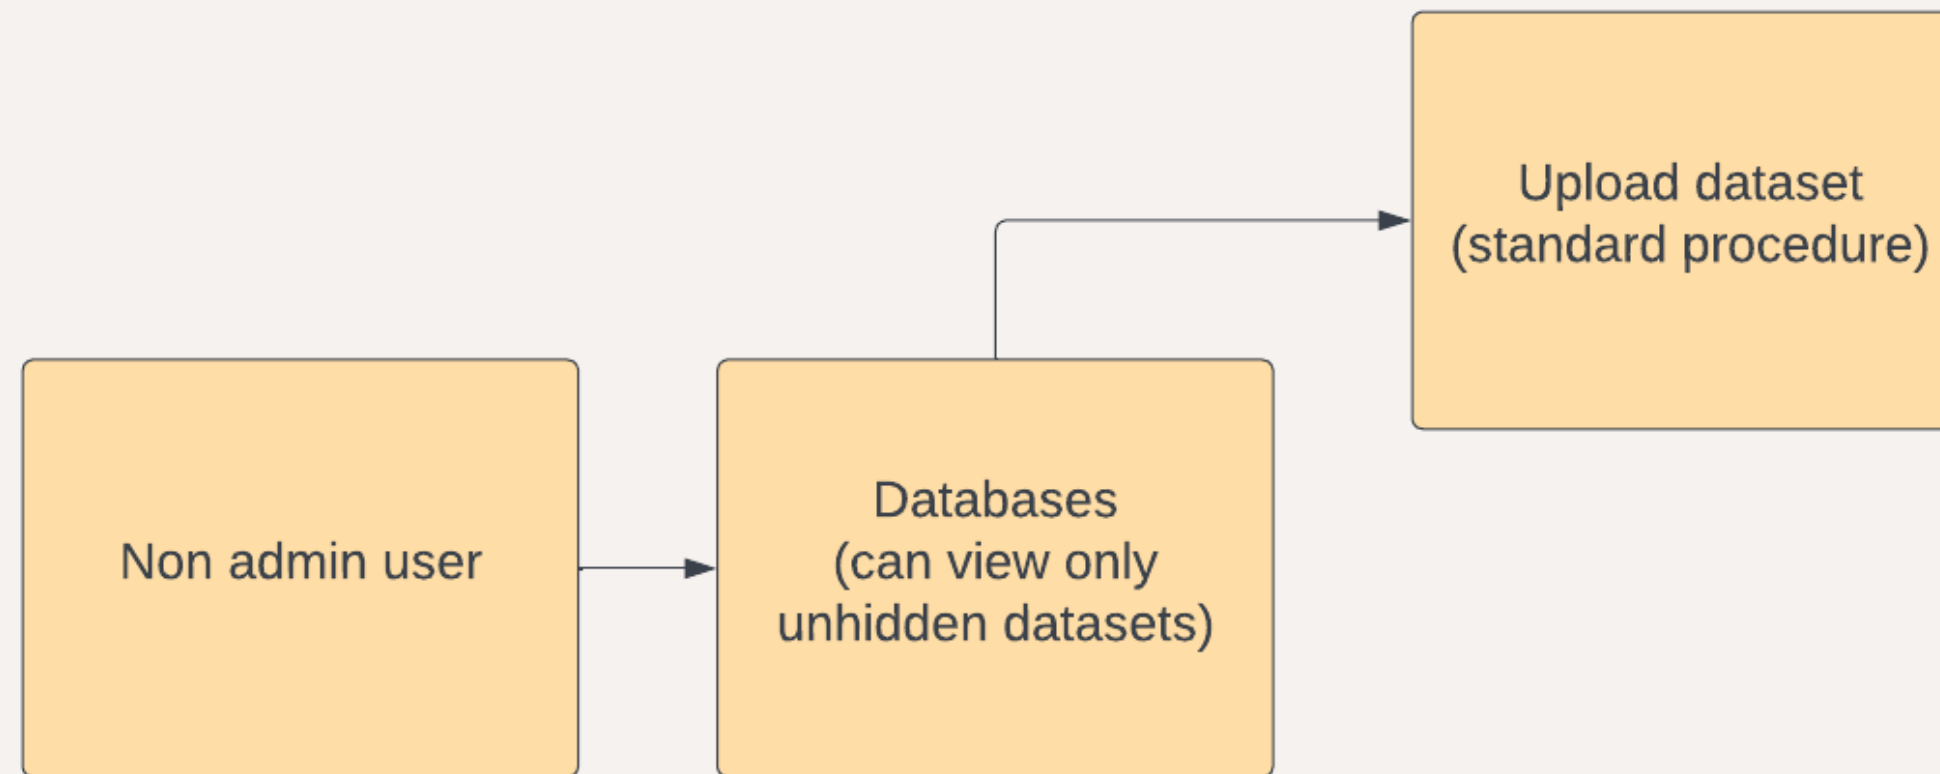 Upload dataset
(standard procedure)
Non admin user
Databases
(can view only
unhidden datasets)